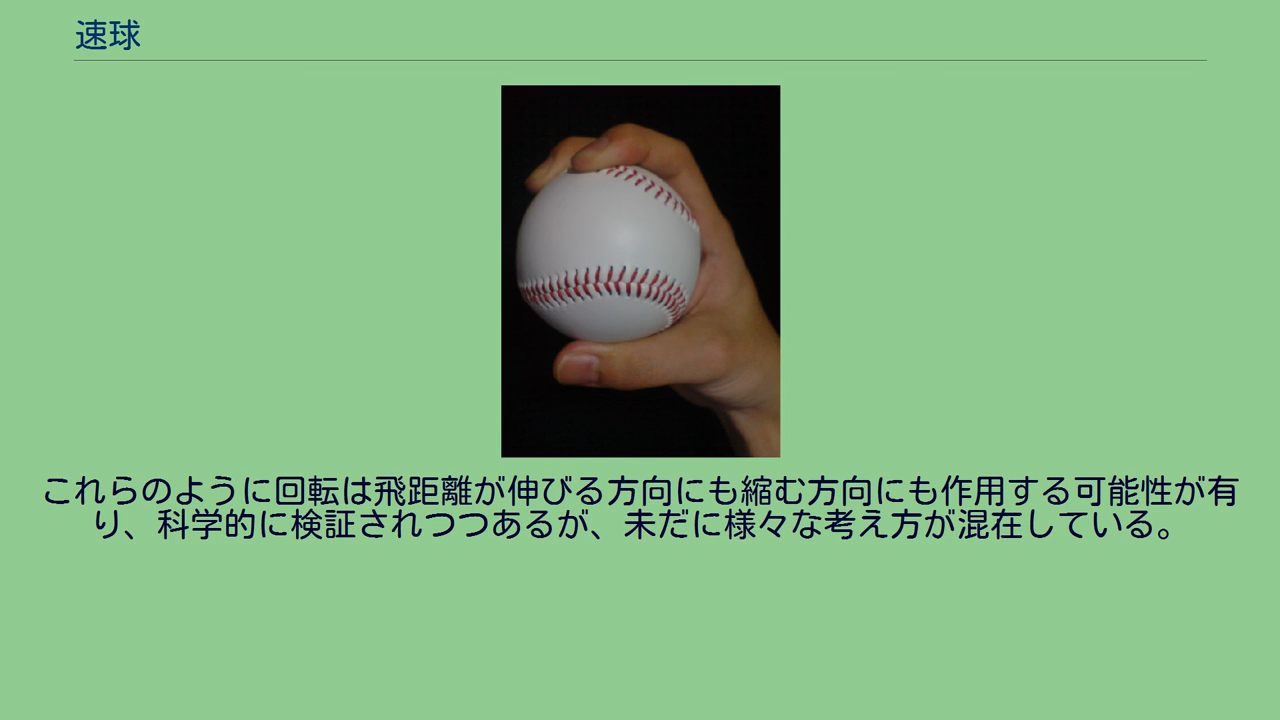 速球
これらのように回転は飛距離が伸びる方向にも縮む方向にも作用する可能性が有
り、科学的に検証されつつあるが、未だに様々な考え方が混在している。